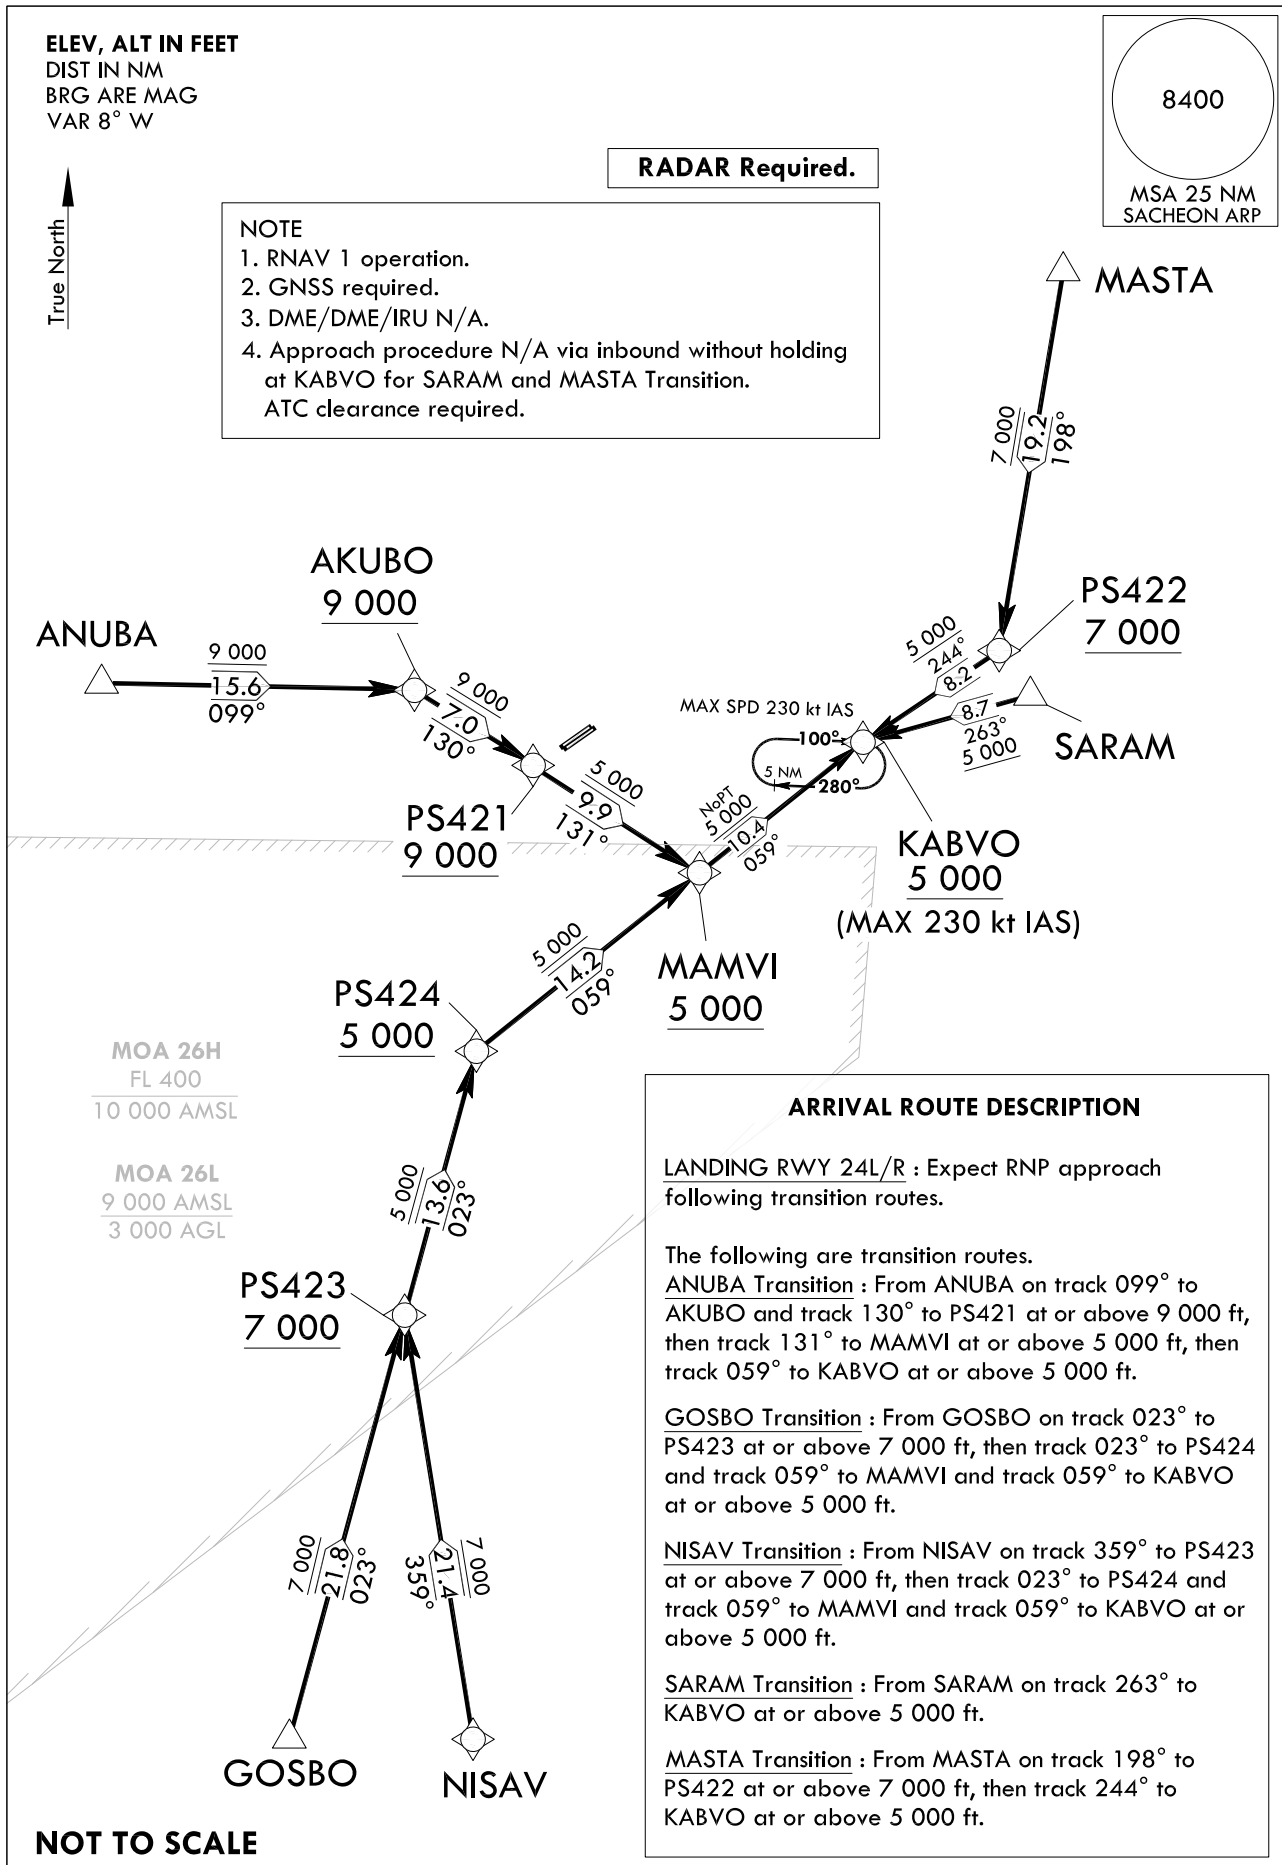 ELEV, ALT IN FEET
DIST IN NM
BRG ARE MAG
VAR 8° W
True North
8400
MSA 25 NM
SACHEON ARP
RADAR Required.
NOTE
1. RNAV 1 operation.
2. GNSS required.
3. DME/DME/IRU N/A.
4. Approach procedure N/A via inbound without holding
at KABVO for SARAM and MASTA Transition.
ATC clearance required.
MASTA
7 000
19.2
198°
PS422
7 000
5 000
244°
8.2
8.7
263°
5 000
SARAM
AKUBO
9 000
ANUBA
9 000
15.6
099°
9 000
7.0
130°
PS421
9 000
5 000
9.9
131°
MAX SPD 230 kt IAS
100°
5 NM
280°
NoPT
5 000
10.4
059°
KABVO
5 000
(MAX 230 kt IAS)
MAMVI
5 000
5 000
14.2
059°
PS424
5 000
MOA 26H
FL 400
10 000 AMSL
MOA 26L
9 000 AMSL
3 000 AGL
5 000
13.6
023°
PS423
7 000
7 000
21.8
023°
7 000
21.4
359°
GOSBO
NISAV
NOT TO SCALE
ARRIVAL ROUTE DESCRIPTION
LANDING RWY 24L/R : Expect RNP approach
following transition routes.
The following are transition routes.
ANUBA Transition : From ANUBA on track 099° to
AKUBO and track 130° to PS421 at or above 9 000 ft,
then track 131° to MAMVI at or above 5 000 ft, then
track 059° to KABVO at or above 5 000 ft.
GOSBO Transition : From GOSBO on track 023° to
PS423 at or above 7 000 ft, then track 023° to PS424
and track 059° to MAMVI and track 059° to KABVO
at or above 5 000 ft.
NISAV Transition : From NISAV on track 359° to PS423
at or above 7 000 ft, then track 023° to PS424 and
track 059° to MAMVI and track 059° to KABVO at or
above 5 000 ft.
SARAM Transition : From SARAM on track 263° to
KABVO at or above 5 000 ft.
MASTA Transition : From MASTA on track 198° to
PS422 at or above 7 000 ft, then track 244° to
KABVO at or above 5 000 ft.